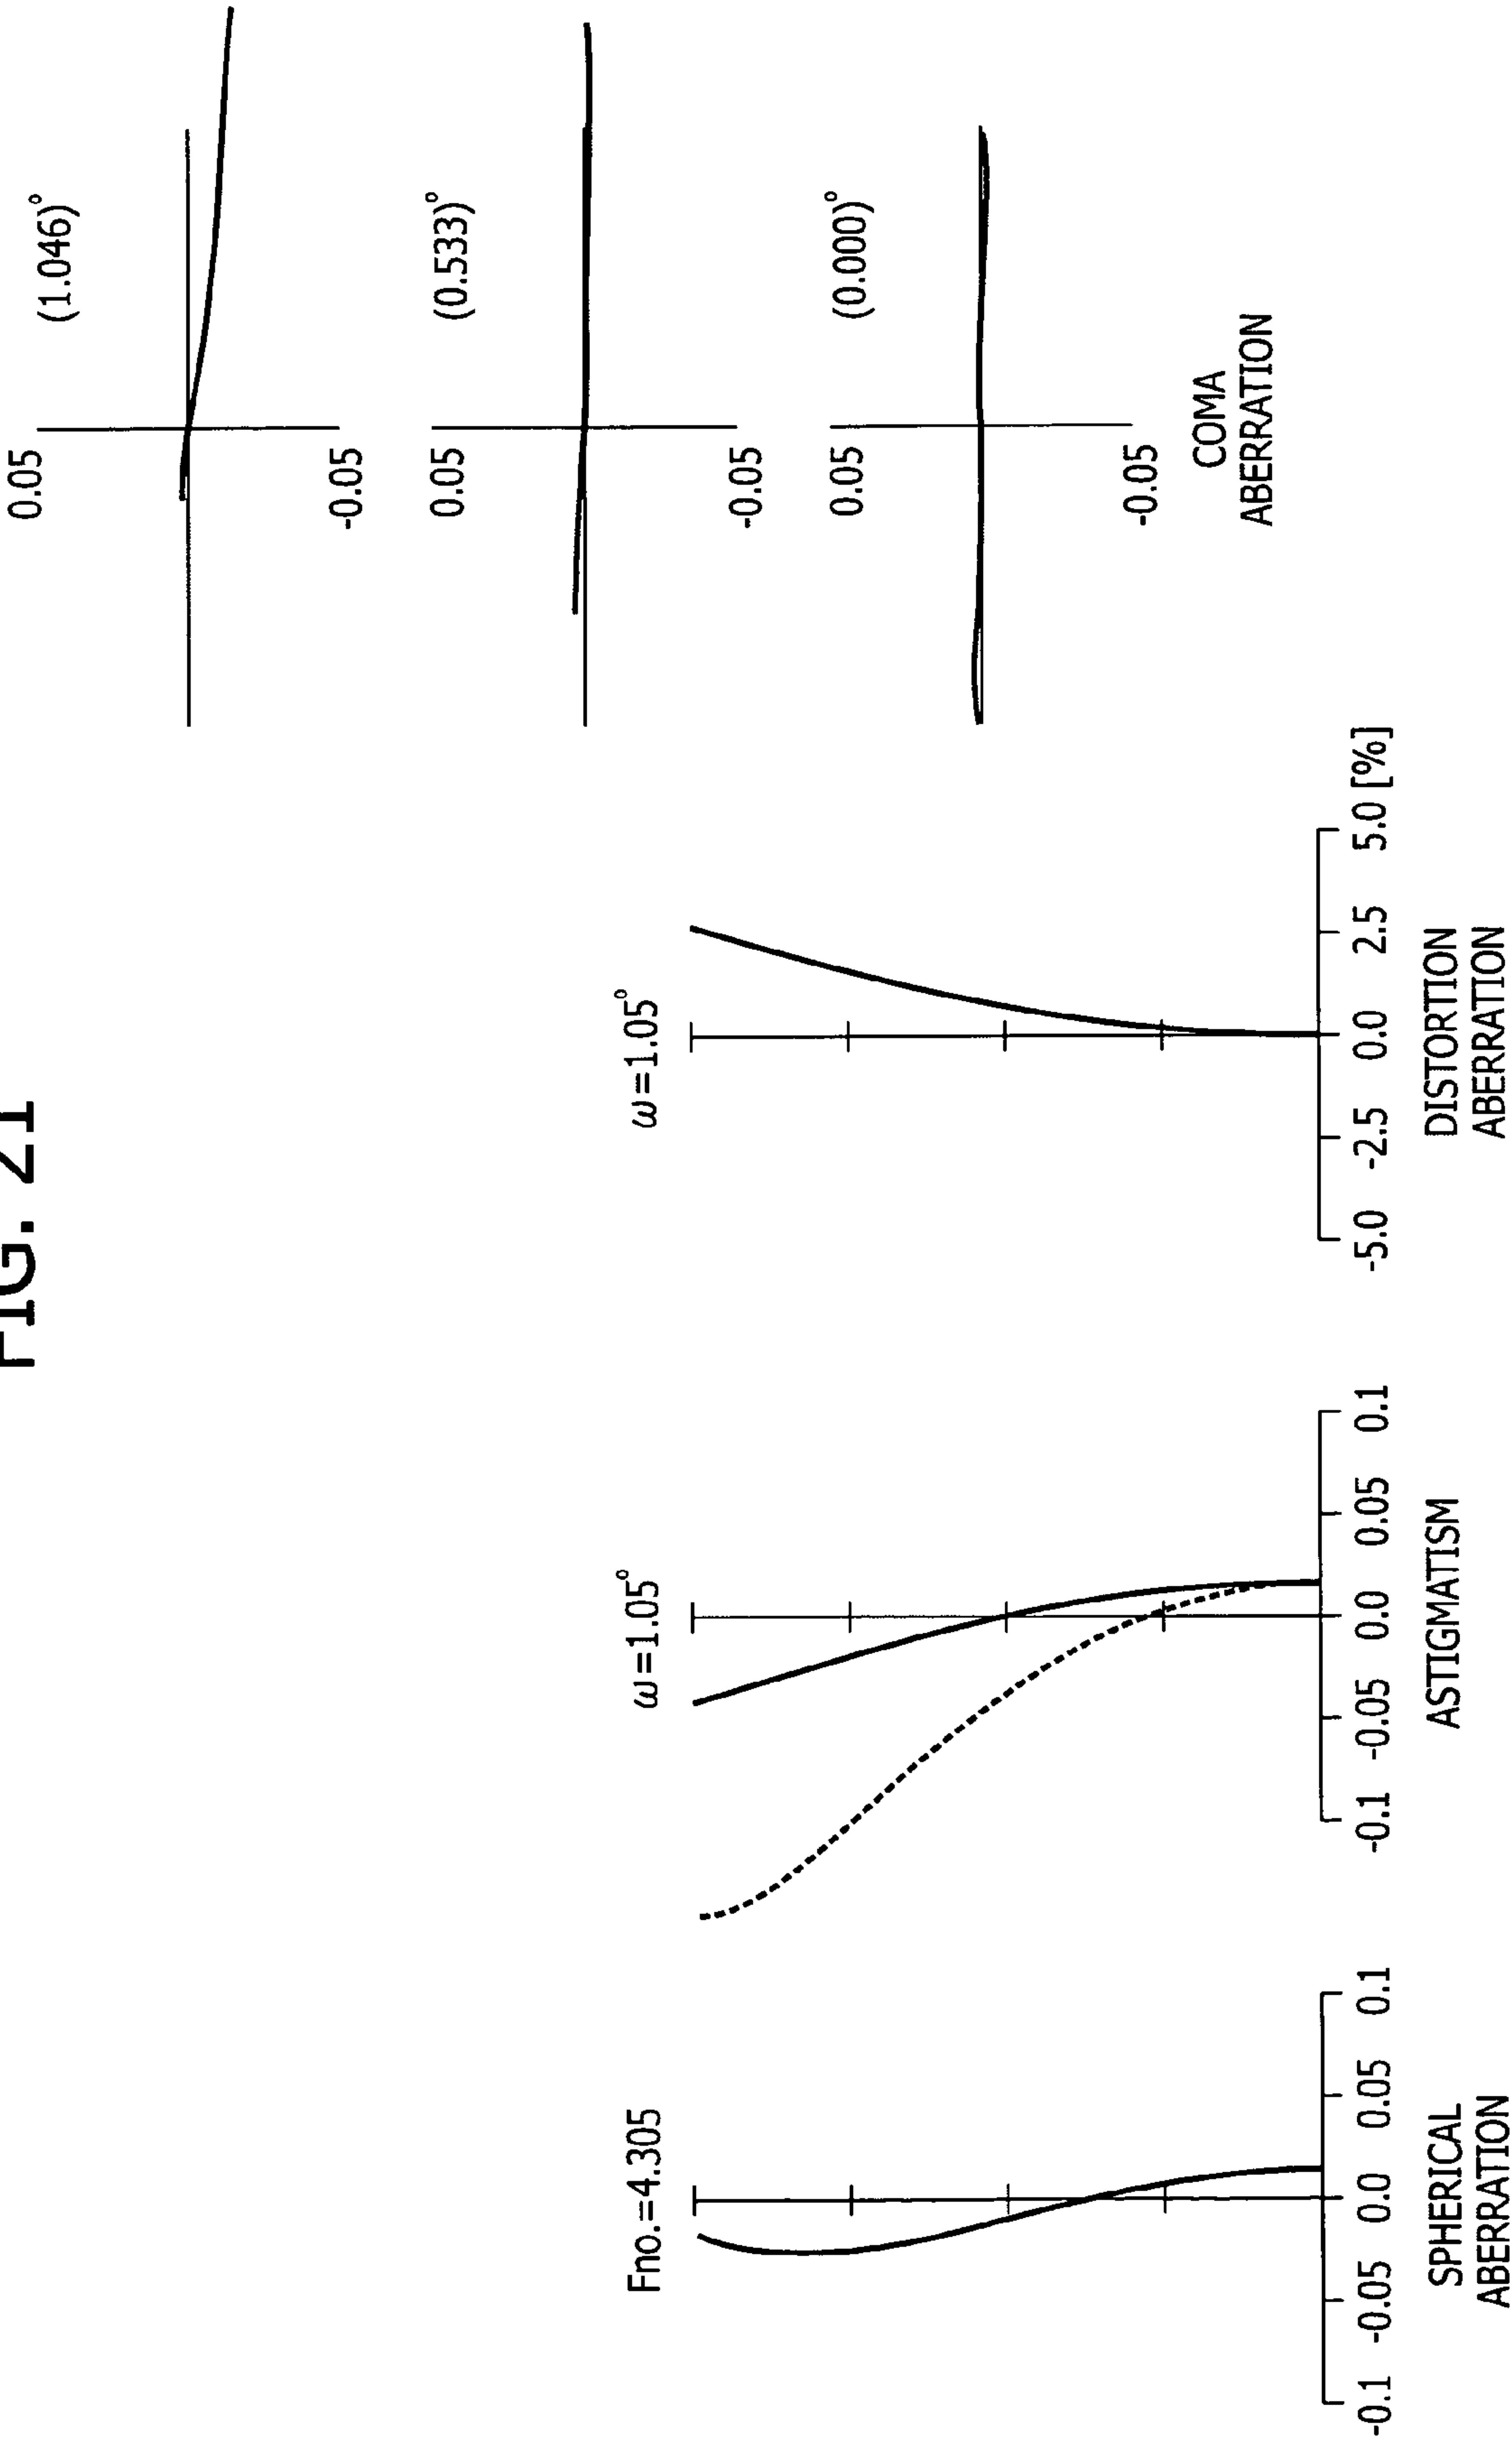 FIG. 21
Fno.=4.305
-0.1 -0.05 0.0 0.05 0.1
SPHERICAL
ABERRATION
ω=1.05°
-0.1 -0.05 0.0 0.05 0.1
ASTIGMATISM
ω=1.05°
-5.0 -2.5 0.0 2.5 5.0 [%]
DISTORTION
ABERRATION
0.05
(1.046)°
-0.05
0.05
(0.533)°
-0.05
0.05
(0.000)°
-0.05
COMA
ABERRATION